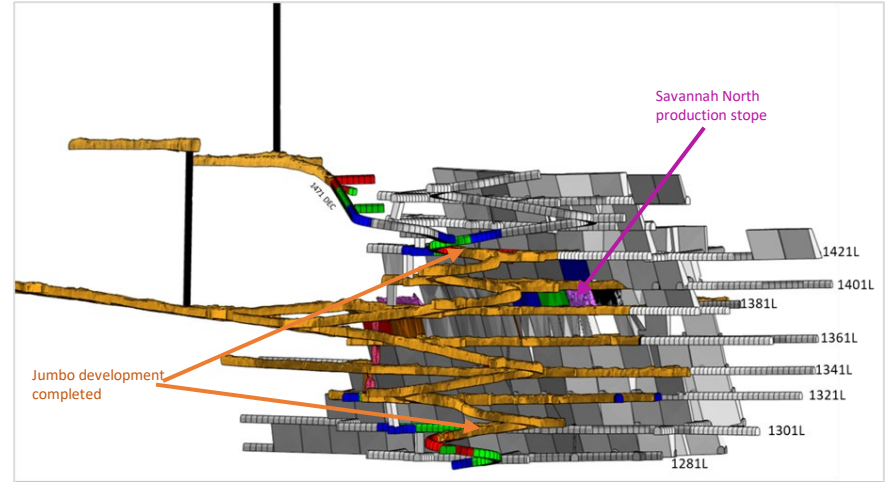 Savannah North
production stope
1471 DEC
1421L
1401L
1381L
1361L
Jumbo development
completed
1341L
1321L
1301L
1281L